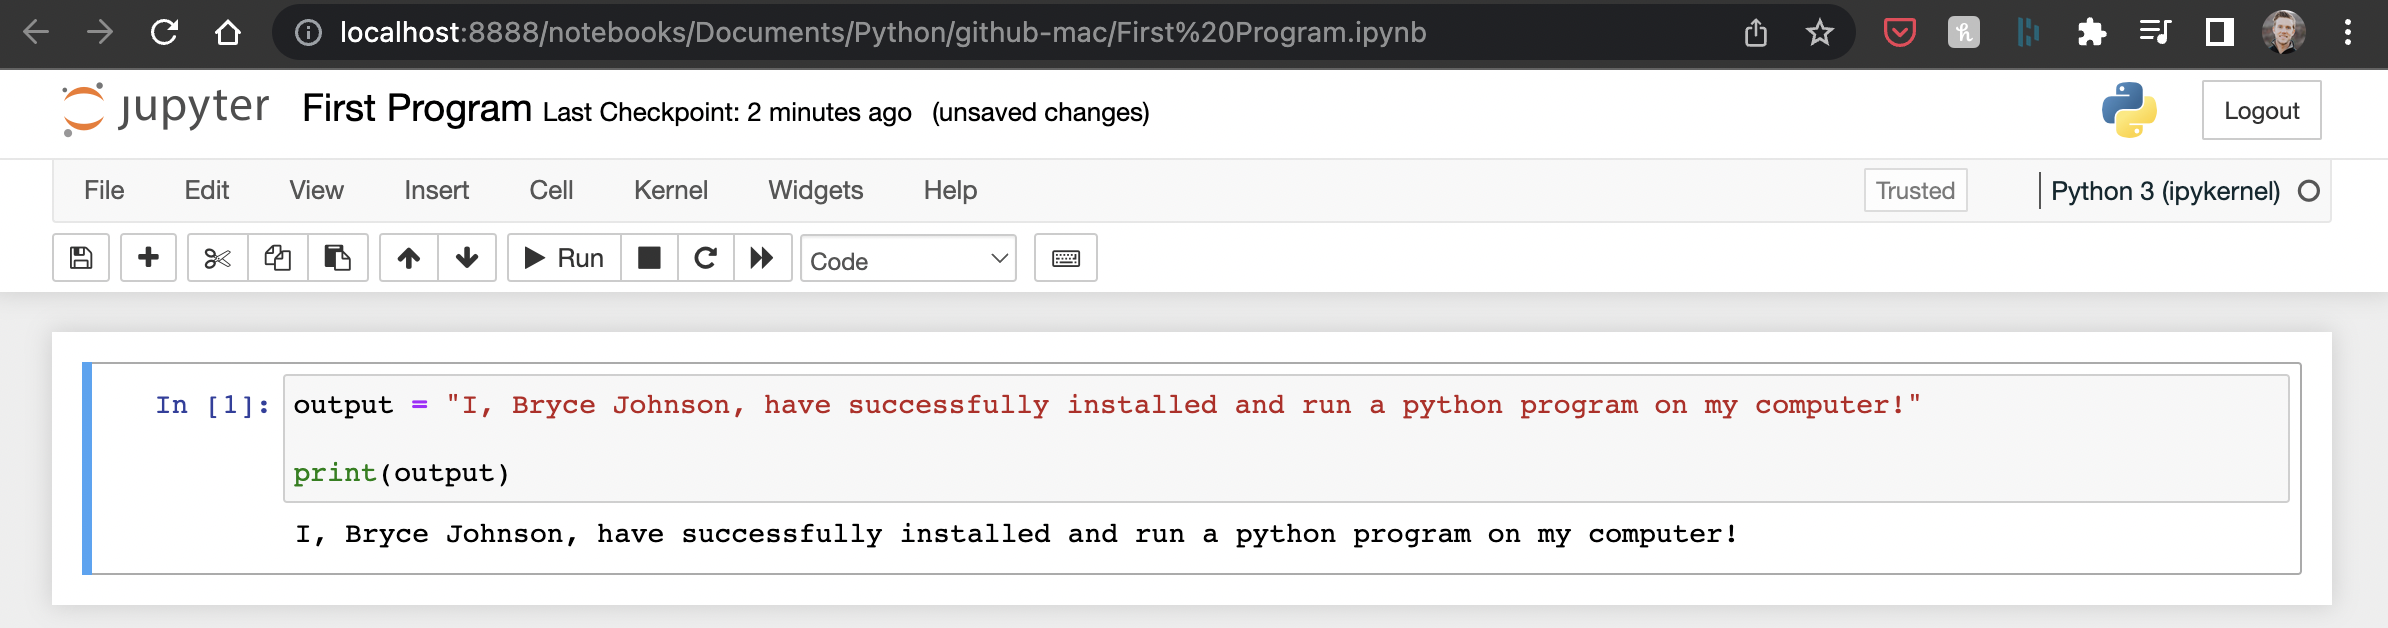 localhost:8888/notebooks/Documents/Python/github-mac/First%20Program.ipynb
jupyter First Program Last Checkpoint: 2 minutes ago (unsaved changes) Logout
File Edit View Insert Cell Kernel Widgets Help Trusted Python 3 (ipykernel)
Run Code
In [1]: output = "I, Bryce Johnson, have successfully installed and run a python program on my computer!"
print(output)
I, Bryce Johnson, have successfully installed and run a python program on my computer!